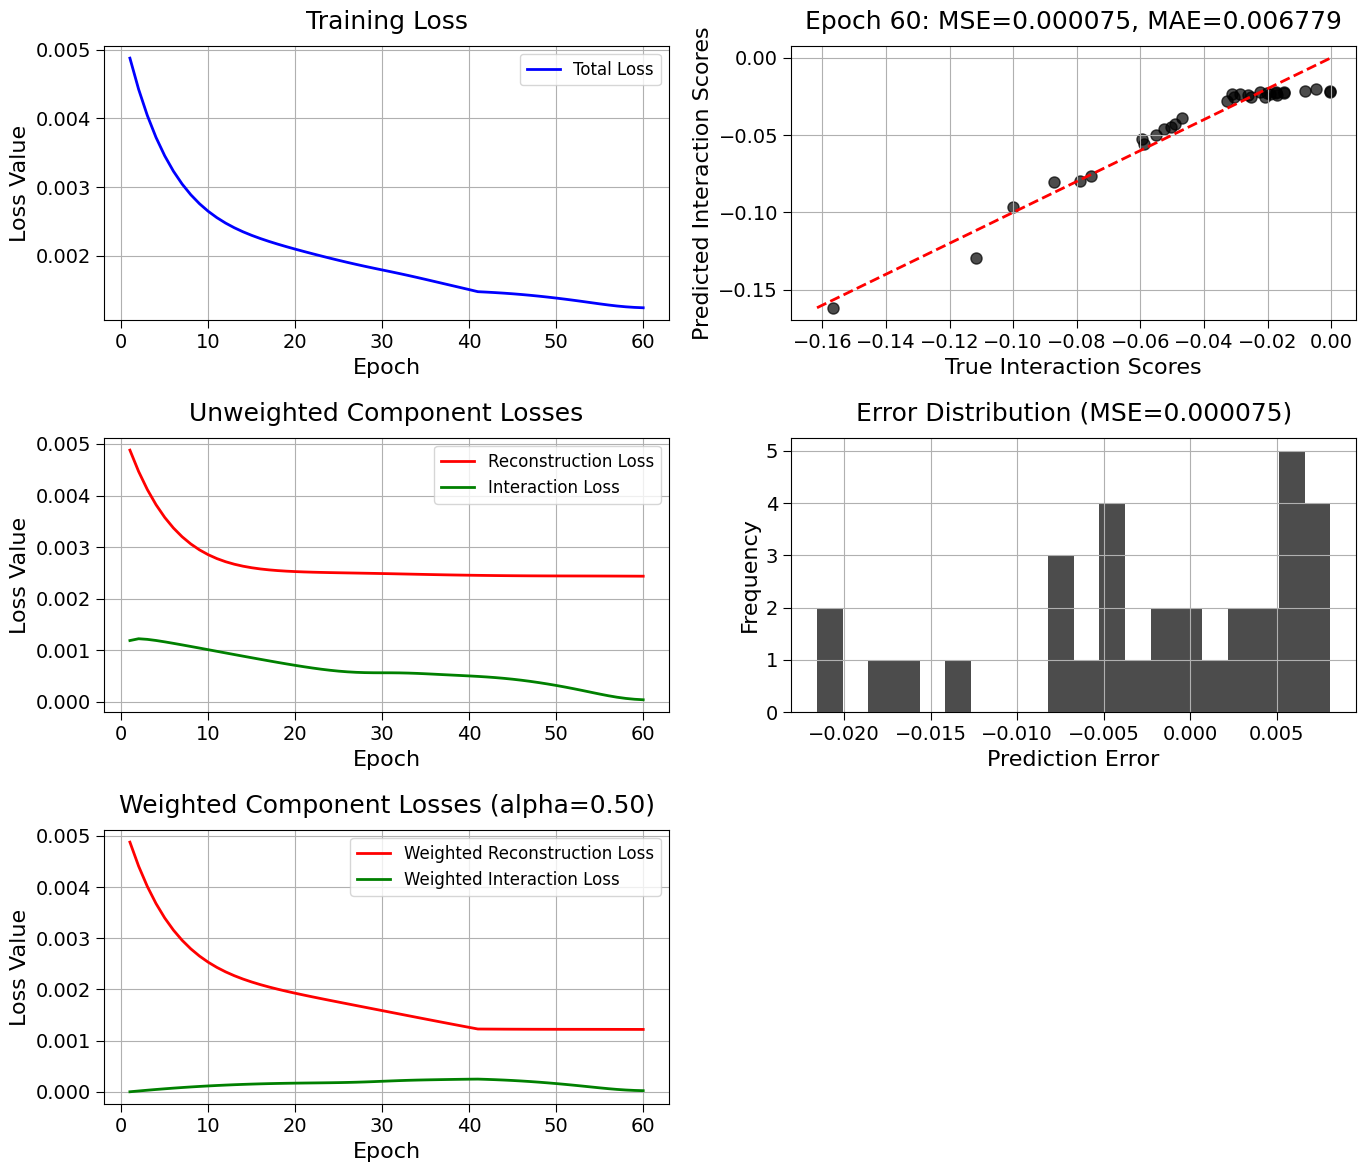 Training Loss
Loss Value
0.005
0.004
0.003
0.002
Total Loss
0 10 20 30 40 50 60
Epoch
Epoch 60: MSE=0.000075, MAE=0.006779
Predicted Interaction Scores
0.00
−0.05
−0.10
−0.15
−0.16 −0.14 −0.12 −0.10 −0.08 −0.06 −0.04 −0.02 0.00
True Interaction Scores
Unweighted Component Losses
Loss Value
0.005
0.004
0.003
0.002
0.001
0.000
Reconstruction Loss
Interaction Loss
0 10 20 30 40 50 60
Epoch
Error Distribution (MSE=0.000075)
Frequency
5
4
3
2
1
0
−0.020 −0.015 −0.010 −0.005 0.000 0.005
Prediction Error
Weighted Component Losses (alpha=0.50)
Loss Value
0.005
0.004
0.003
0.002
0.001
0.000
Weighted Reconstruction Loss
Weighted Interaction Loss
0 10 20 30 40 50 60
Epoch